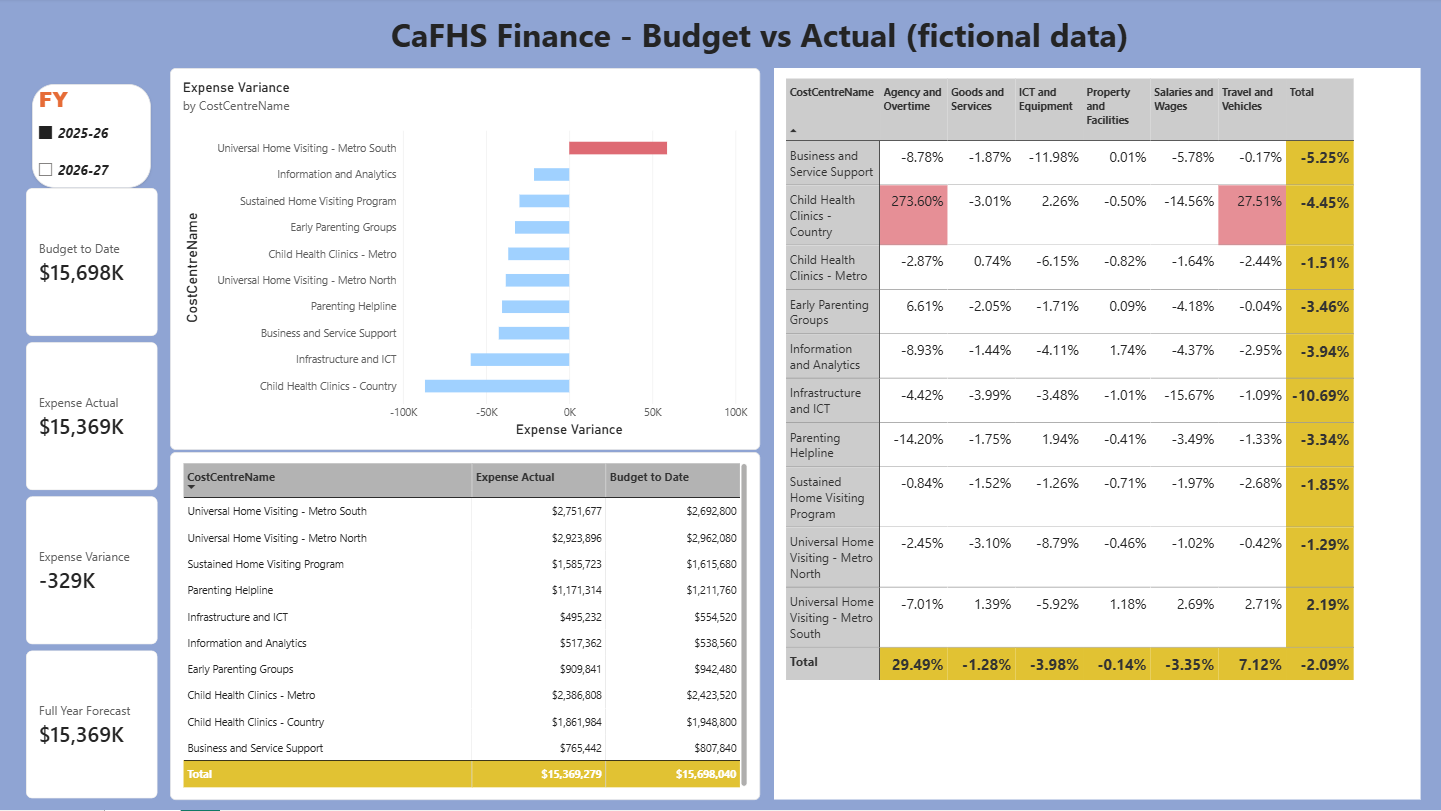 CaFHS Finance - Budget vs Actual (fictional data)
FY
2025-26
2026-27
Budget to Date
$15,698K
Expense Actual
$15,369K
Expense Variance
-329K
Full Year Forecast
$15,369K
Expense Variance
by CostCentreName
CostCentreName
Universal Home Visiting - Metro South
Information and Analytics
Sustained Home Visiting Program
Early Parenting Groups
Child Health Clinics - Metro
Universal Home Visiting - Metro North
Parenting Helpline
Business and Service Support
Infrastructure and ICT
Child Health Clinics - Country
-100K -50K 0K 50K 100K
Expense Variance
CostCentreName Expense Actual Budget to Date
Universal Home Visiting - Metro South $2,751,677 $2,692,800
Universal Home Visiting - Metro North $2,923,896 $2,962,080
Sustained Home Visiting Program $1,585,723 $1,615,680
Parenting Helpline $1,171,314 $1,211,760
Infrastructure and ICT $495,232 $554,520
Information and Analytics $517,362 $538,560
Early Parenting Groups $909,841 $942,480
Child Health Clinics - Metro $2,386,808 $2,423,520
Child Health Clinics - Country $1,861,984 $1,948,800
Business and Service Support $765,442 $807,840
Total $15,369,279 $15,698,040
CostCentreName Agency and Goods and ICT and Property Salaries and Travel and Total
Overtime Services Equipment and Wages Vehicles
Facilities
Business and -8.78% -1.87% -11.98% 0.01% -5.78% -0.17% -5.25%
Service Support
Child Health 273.60% -3.01% 2.26% -0.50% -14.56% 27.51% -4.45%
Clinics -
Country
Child Health -2.87% 0.74% -6.15% -0.82% -1.64% -2.44% -1.51%
Clinics - Metro
Early Parenting 6.61% -2.05% -1.71% 0.09% -4.18% -0.04% -3.46%
Groups
Information -8.93% -1.44% -4.11% 1.74% -4.37% -2.95% -3.94%
and Analytics
Infrastructure -4.42% -3.99% -3.48% -1.01% -15.67% -1.09% -10.69%
and ICT
Parenting -14.20% -1.75% 1.94% -0.41% -3.49% -1.33% -3.34%
Helpline
Sustained -0.84% -1.52% -1.26% -0.71% -1.97% -2.68% -1.85%
Home Visiting
Program
Universal Home -2.45% -3.10% -8.79% -0.46% -1.02% -0.42% -1.29%
Visiting - Metro
North
Universal Home -7.01% 1.39% -5.92% 1.18% 2.69% 2.71% 2.19%
Visiting - Metro
South
Total 29.49% -1.28% -3.98% -0.14% -3.35% 7.12% -2.09%